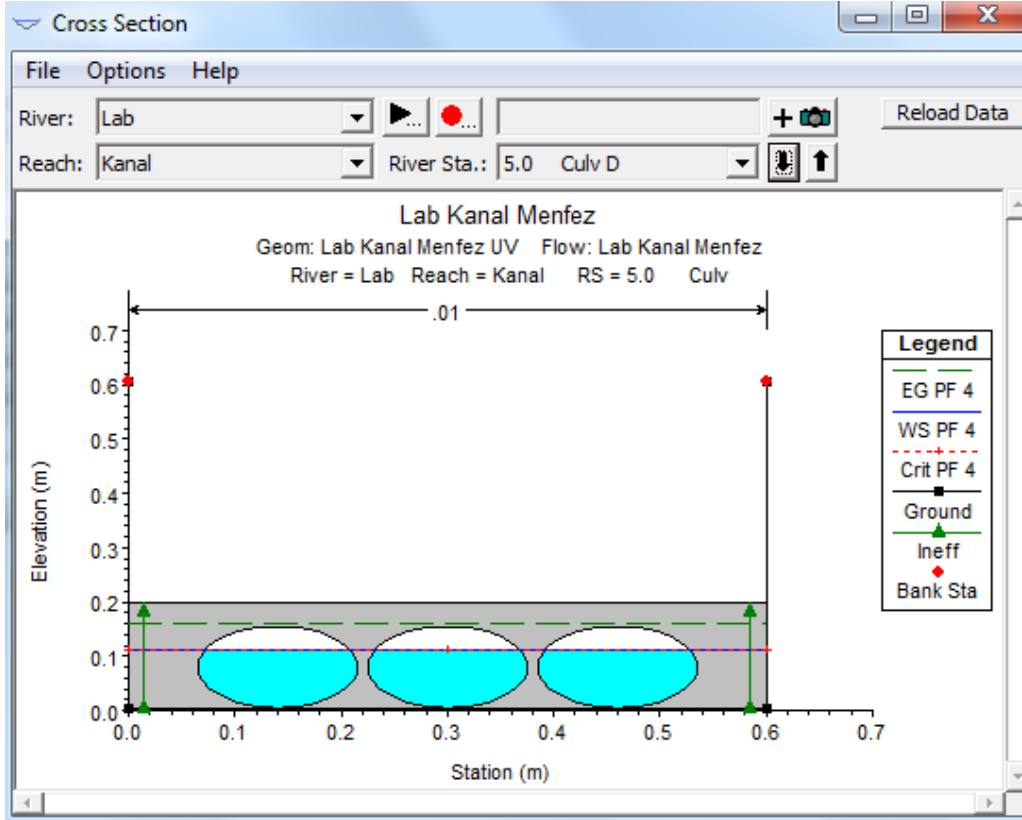 Cross Section
File Options Help
River: Lab ... ...
Reload Data
Reach: Kanal River Sta.: 5.0 Culv D
Lab Kanal Menfez
Geom: Lab Kanal Menfez UV Flow: Lab Kanal Menfez
River = Lab Reach = Kanal RS = 5.0 Culv
.01
0.7
0.6
0.5
0.4
0.3
0.2
0.1
0.0
Elevation (m)
0.0 0.1 0.2 0.3 0.4 0.5 0.6 0.7
Station (m)
Legend
EG PF 4
WS PF 4
Crit PF 4
Ground
Ineff
Bank Sta